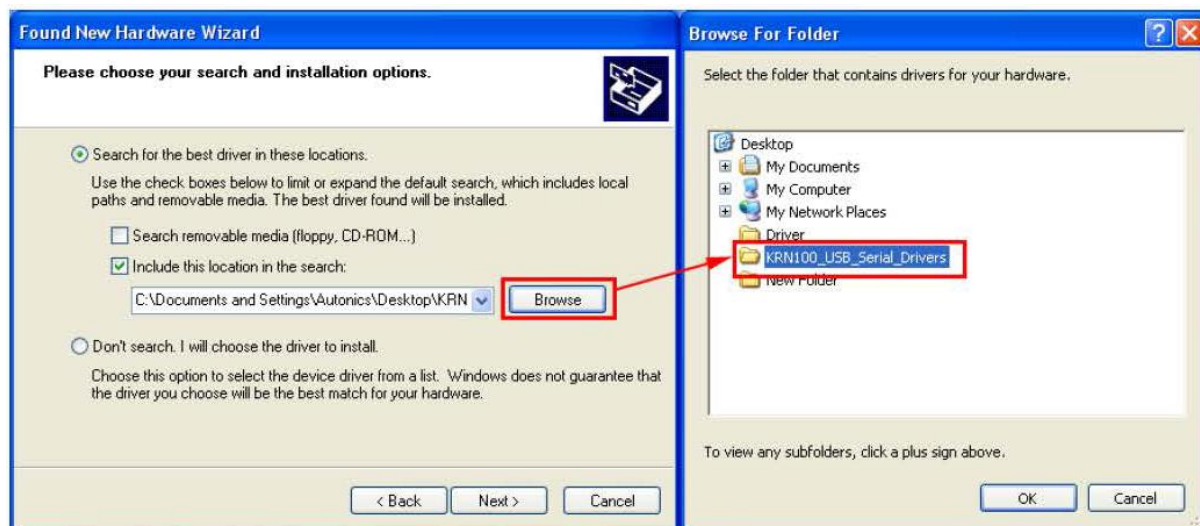 Found New Hardware Wizard
Please choose your search and installation options.
Search for the best driver in these locations.
Use the check boxes below to limit or expand the default search, which includes local
paths and removable media. The best driver found will be installed.
Search removable media (floppy, CD-ROM...)
Include this location in the search:
C:\Documents and Settings\Autonics\Desktop\KRN
Browse
Don't search. I will choose the driver to install.
Choose this option to select the device driver from a list. Windows does not guarantee that
the driver you choose will be the best match for your hardware.
< Back
Next >
Cancel
Browse For Folder
Select the folder that contains drivers for your hardware.
Desktop
My Documents
My Computer
My Network Places
Driver
KRN100_USB_Serial_Drivers
New Folder
To view any subfolders, click a plus sign above.
OK
Cancel